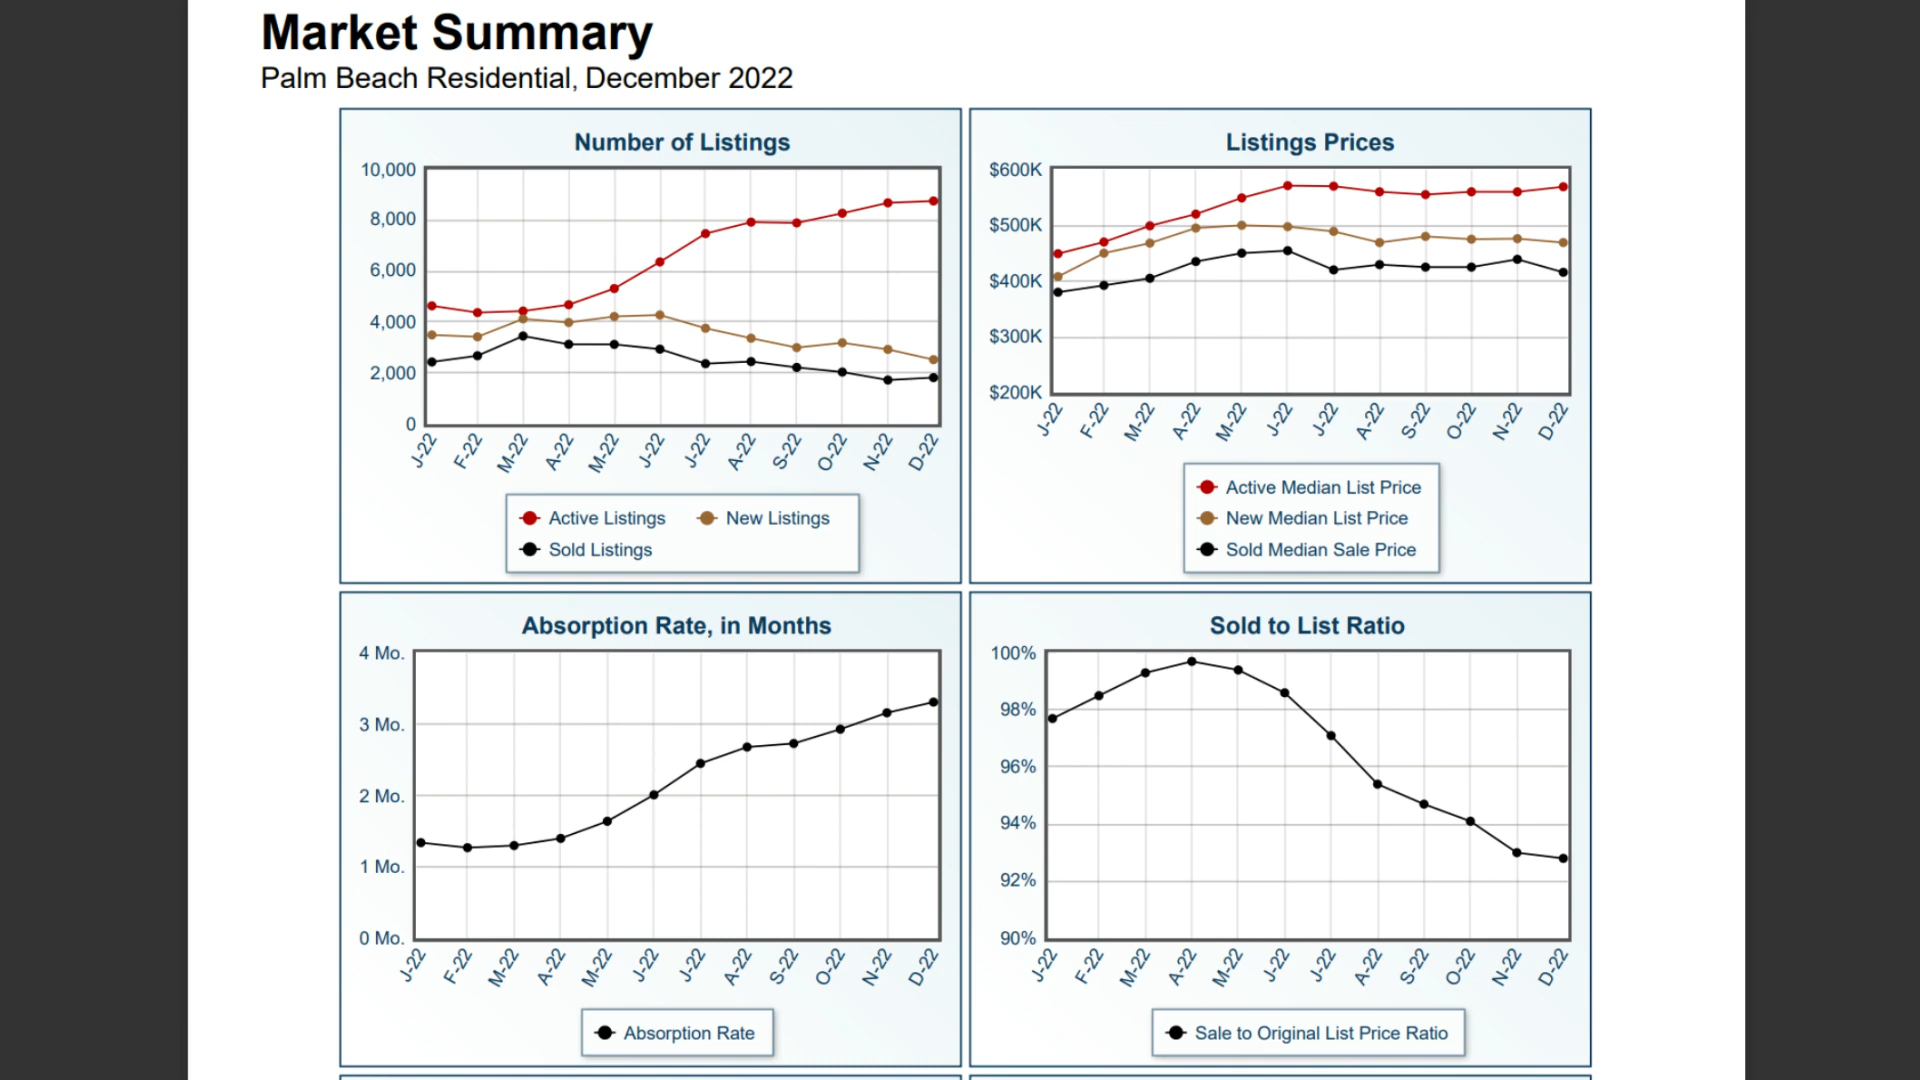 Market Summary
Palm Beach Residential, December 2022
Number of Listings
10,000
8,000
6,000
4,000
2,000
0
J-22 F-22 M-22 A-22 M-22 J-22 J-22 A-22 S-22 O-22 N-22 D-22
Active Listings New Listings
Sold Listings
Listings Prices
$600K
$500K
$400K
$300K
$200K
J-22 F-22 M-22 A-22 M-22 J-22 J-22 A-22 S-22 O-22 N-22 D-22
Active Median List Price
New Median List Price
Sold Median Sale Price
Absorption Rate, in Months
4 Mo.
3 Mo.
2 Mo.
1 Mo.
0 Mo.
J-22 F-22 M-22 A-22 M-22 J-22 J-22 A-22 S-22 O-22 N-22 D-22
Absorption Rate
Sold to List Ratio
100%
98%
96%
94%
92%
90%
J-22 F-22 M-22 A-22 M-22 J-22 J-22 A-22 S-22 O-22 N-22 D-22
Sale to Original List Price Ratio